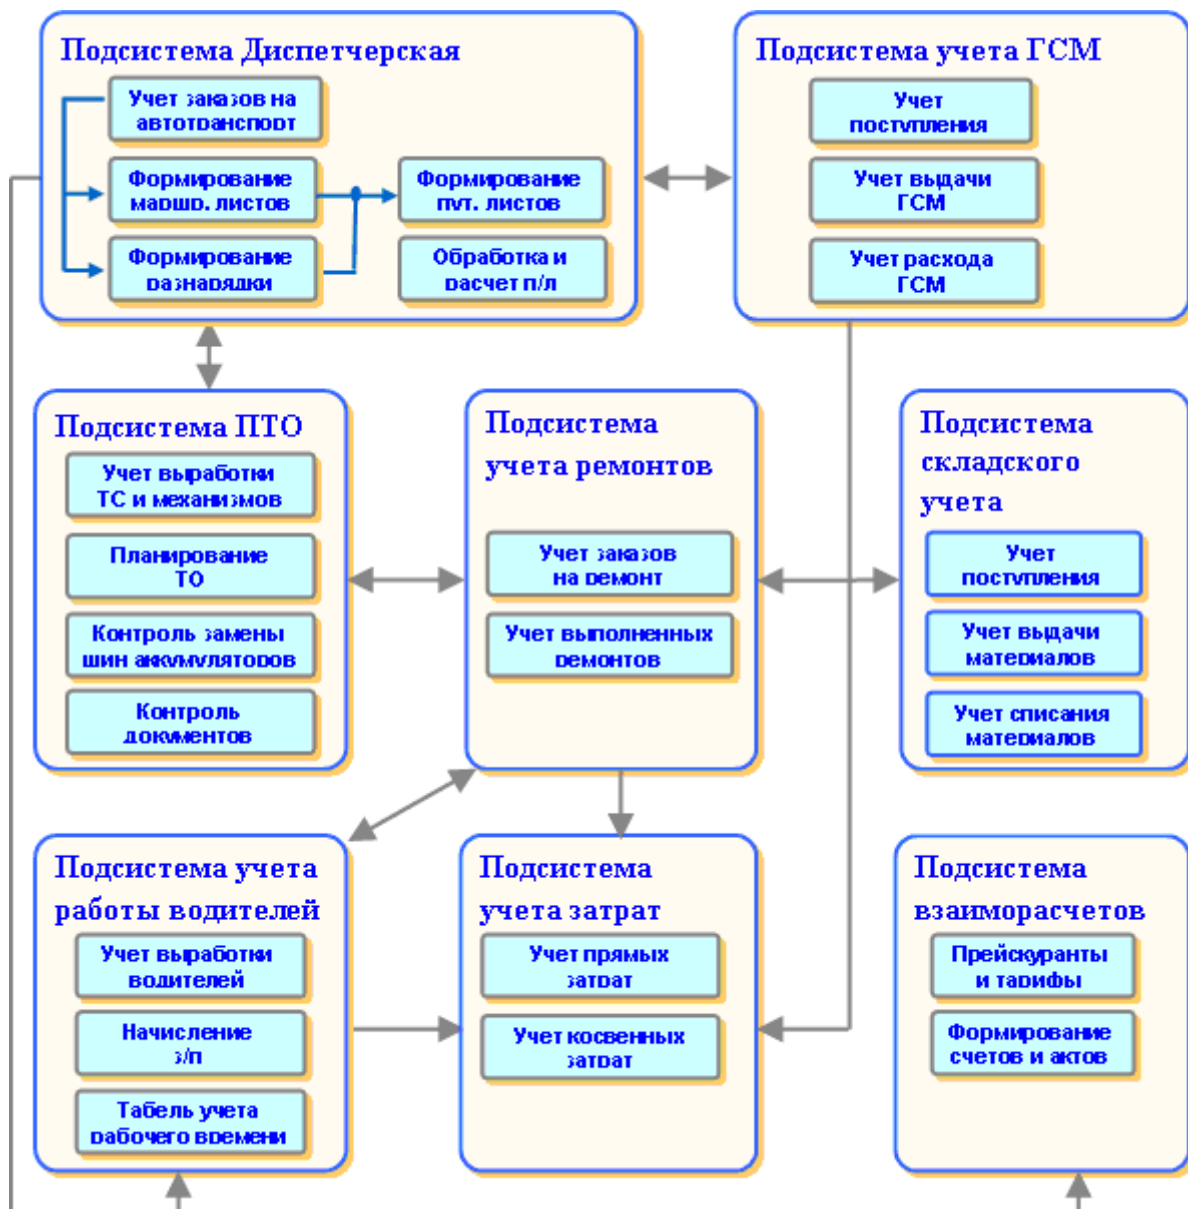 Подсистема Диспетчерская
Учет заказов на
автотранспорт
Формирование
маршр. листов
Формирование
разнарядки
Формирование
пут. листов
Обработка и
расчет п/л
Подсистема учета ГСМ
Учет
поступления
Учет выдачи
ГСМ
Учет расхода
ГСМ
Подсистема ПТО
Учет выработки
ТС и механизмов
Планирование
ТО
Контроль замены
шин аккумуляторов
Контроль
документов
Подсистема
учета ремонтов
Учет заказов
на ремонт
Учет выполненных
ремонтов
Подсистема
складского
учета
Учет
поступления
Учет выдачи
материалов
Учет списания
материалов
Подсистема учета
работы водителей
Учет выработки
водителей
Начисление
з/п
Табель учета
рабочего времени
Подсистема
учета затрат
Учет прямых
затрат
Учет косвенных
затрат
Подсистема
взаиморасчетов
Прейскуранты
и тарифы
Формирование
счетов и актов